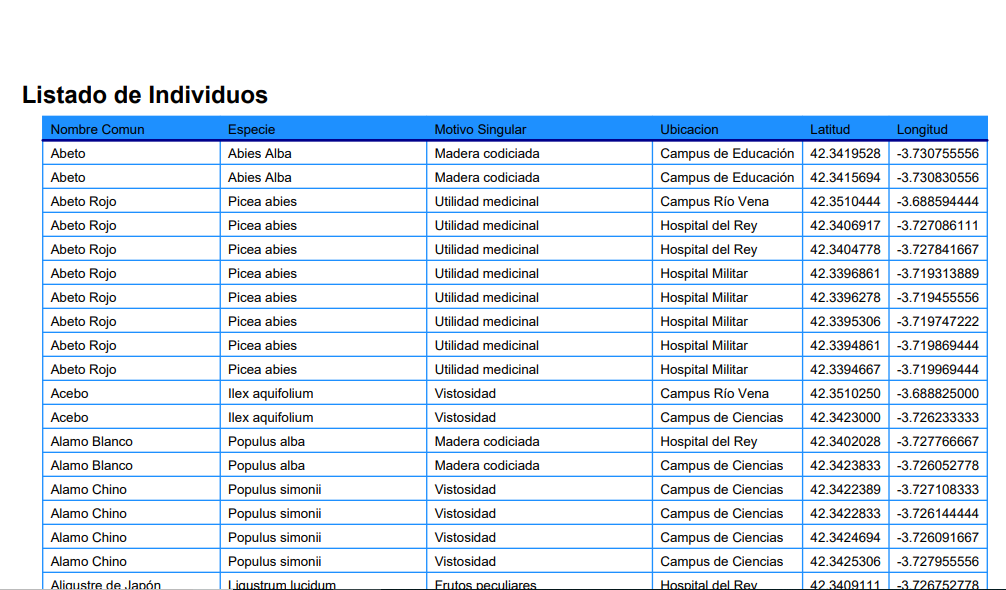 Listado de Individuos
Nombre Comun Especie Motivo Singular Ubicacion Latitud Longitud
Abeto Abies Alba Madera codiciada Campus de Educación 42.3419528 -3.730755556
Abeto Abies Alba Madera codiciada Campus de Educación 42.3415694 -3.730830556
Abeto Rojo Picea abies Utilidad medicinal Campus Río Vena 42.3510444 -3.688594444
Abeto Rojo Picea abies Utilidad medicinal Hospital del Rey 42.3406917 -3.727086111
Abeto Rojo Picea abies Utilidad medicinal Hospital del Rey 42.3404778 -3.727841667
Abeto Rojo Picea abies Utilidad medicinal Hospital Militar 42.3396861 -3.719313889
Abeto Rojo Picea abies Utilidad medicinal Hospital Militar 42.3396278 -3.719455556
Abeto Rojo Picea abies Utilidad medicinal Hospital Militar 42.3395306 -3.719747222
Abeto Rojo Picea abies Utilidad medicinal Hospital Militar 42.3394861 -3.719869444
Abeto Rojo Picea abies Utilidad medicinal Hospital Militar 42.3394667 -3.719969444
Acebo Ilex aquifolium Vistosidad Campus Río Vena 42.3510250 -3.688825000
Acebo Ilex aquifolium Vistosidad Campus de Ciencias 42.3423000 -3.726233333
Alamo Blanco Populus alba Madera codiciada Hospital del Rey 42.3402028 -3.727766667
Alamo Blanco Populus alba Madera codiciada Campus de Ciencias 42.3423833 -3.726052778
Alamo Chino Populus simonii Vistosidad Campus de Ciencias 42.3422389 -3.727108333
Alamo Chino Populus simonii Vistosidad Campus de Ciencias 42.3422833 -3.726144444
Alamo Chino Populus simonii Vistosidad Campus de Ciencias 42.3424694 -3.726091667
Alamo Chino Populus simonii Vistosidad Campus de Ciencias 42.3425306 -3.727955556
Aligustre de Japón Ligustrum lucidum Frutos peculiares Hospital del Rey 42.3409111 -3.726752778